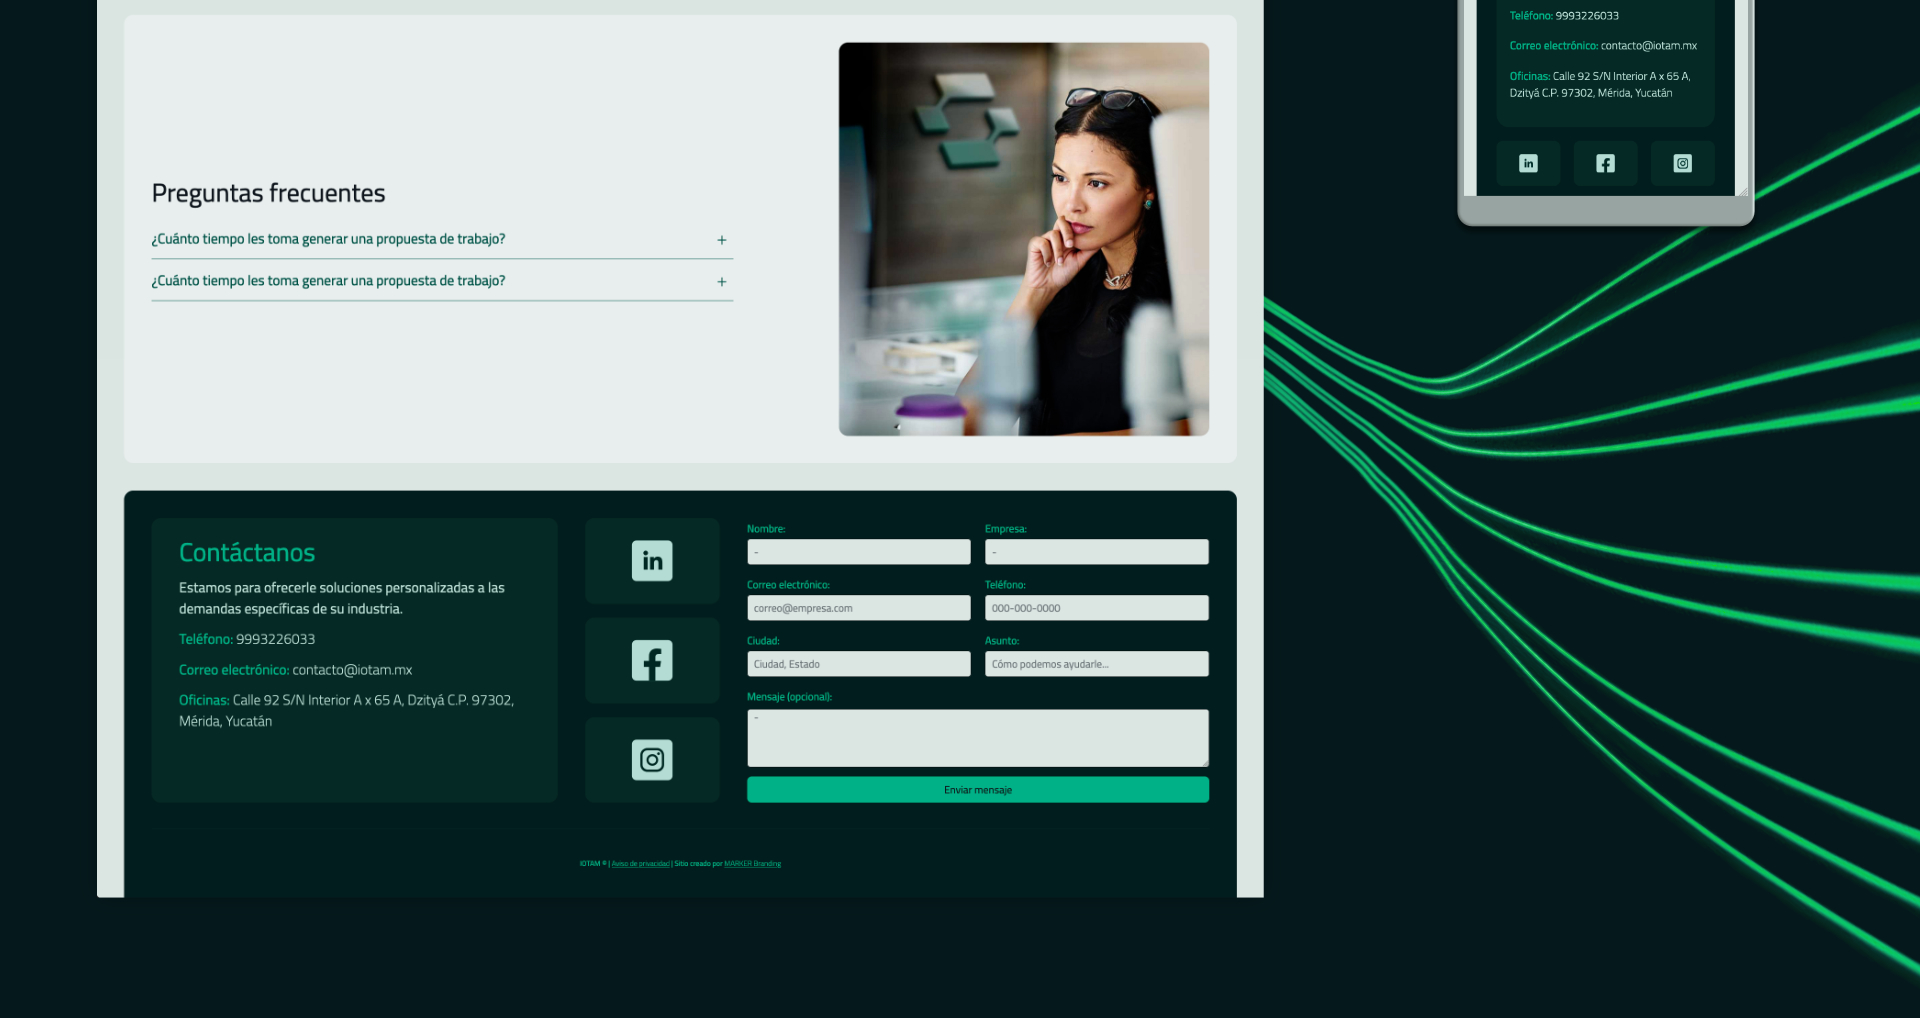 Preguntas frecuentes
¿Cuánto tiempo les toma generar una propuesta de trabajo?
+
¿Cuánto tiempo les toma generar una propuesta de trabajo?
+
Contáctanos
Estamos para ofrecerle soluciones personalizadas a las
demandas específicas de su industria.
Teléfono: 9993226033
Correo electrónico: contacto@iotam.mx
Oficinas: Calle 92 S/N Interior A x 65 A, Dzityá C.P. 97302,
Mérida, Yucatán
in
f
Nombre:
-
Empresa:
-
Correo electrónico:
correo@empresa.com
Teléfono:
000-000-0000
Ciudad:
Ciudad, Estado
Asunto:
Cómo podemos ayudarle...
Mensaje (opcional):
-
Enviar mensaje
IOTAM ® | Aviso de privacidad | Sitio creado por MARKER Branding
Teléfono: 9993226033
Correo electrónico: contacto@iotam.mx
Oficinas: Calle 92 S/N Interior A x 65 A,
Dzityá C.P. 97302, Mérida, Yucatán
in
f